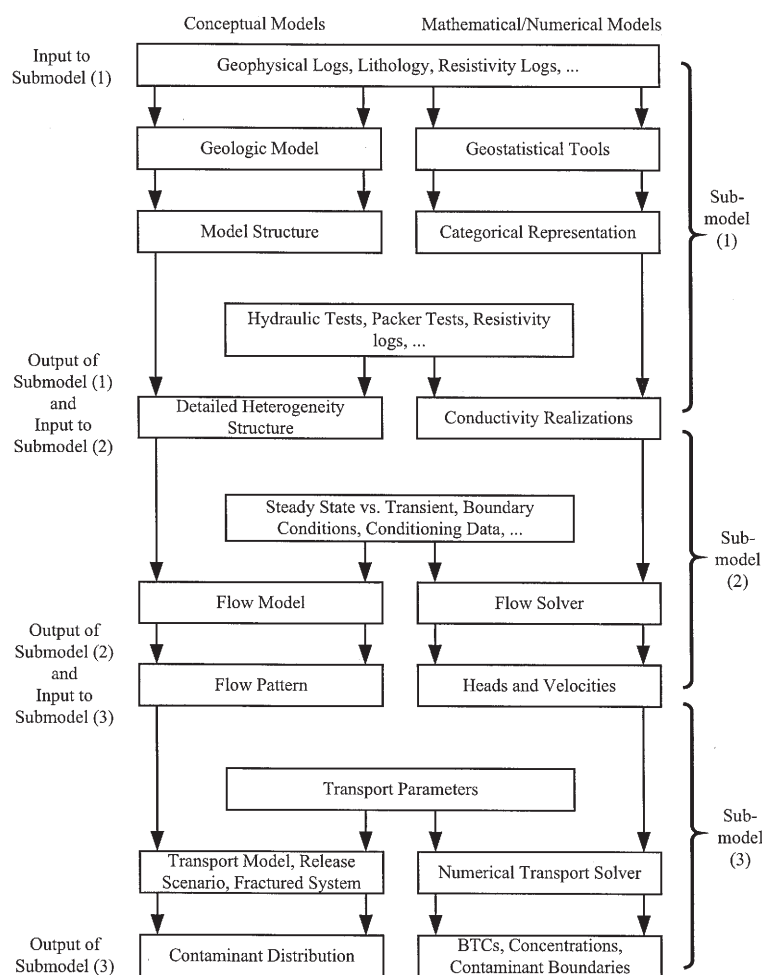 Conceptual Models
Mathematical/Numerical Models
Input to
Submodel (1)
Geophysical Logs, Lithology, Resistivity Logs, ...
Geologic Model
Geostatistical Tools
Model Structure
Categorical Representation
Sub-
model
(1)
Hydraulic Tests, Packer Tests, Resistivity
logs, ...
Output of
Submodel (1)
and
Input to
Submodel (2)
Detailed Heterogeneity
Structure
Conductivity Realizations
Steady State vs. Transient, Boundary
Conditions, Conditioning Data, ...
Sub-
model
(2)
Flow Model
Flow Solver
Output of
Submodel (2)
and
Input to
Submodel (3)
Flow Pattern
Heads and Velocities
Transport Parameters
Sub-
model
(3)
Transport Model, Release
Scenario, Fractured System
Numerical Transport Solver
Output of
Submodel (3)
Contaminant Distribution
BTCs, Concentrations,
Contaminant Boundaries